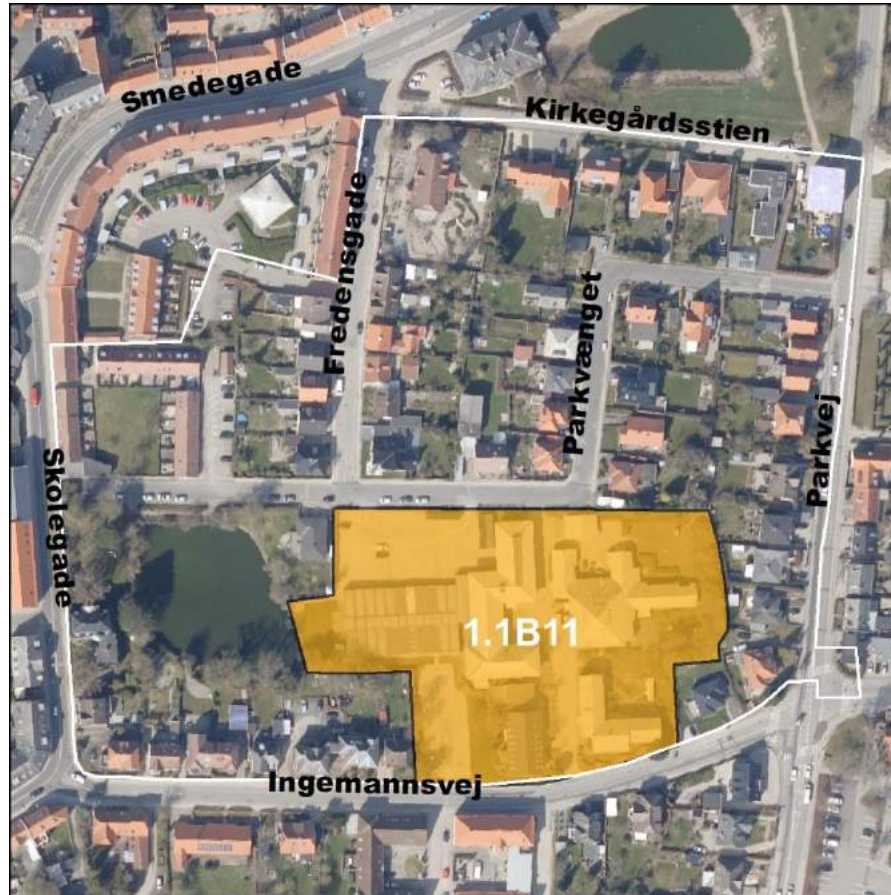 Smedegade
Kirkegårdsstien
Fredensgade
Parkvænget
Parkvej
Skolegade
1.1B11
Ingemannsvej